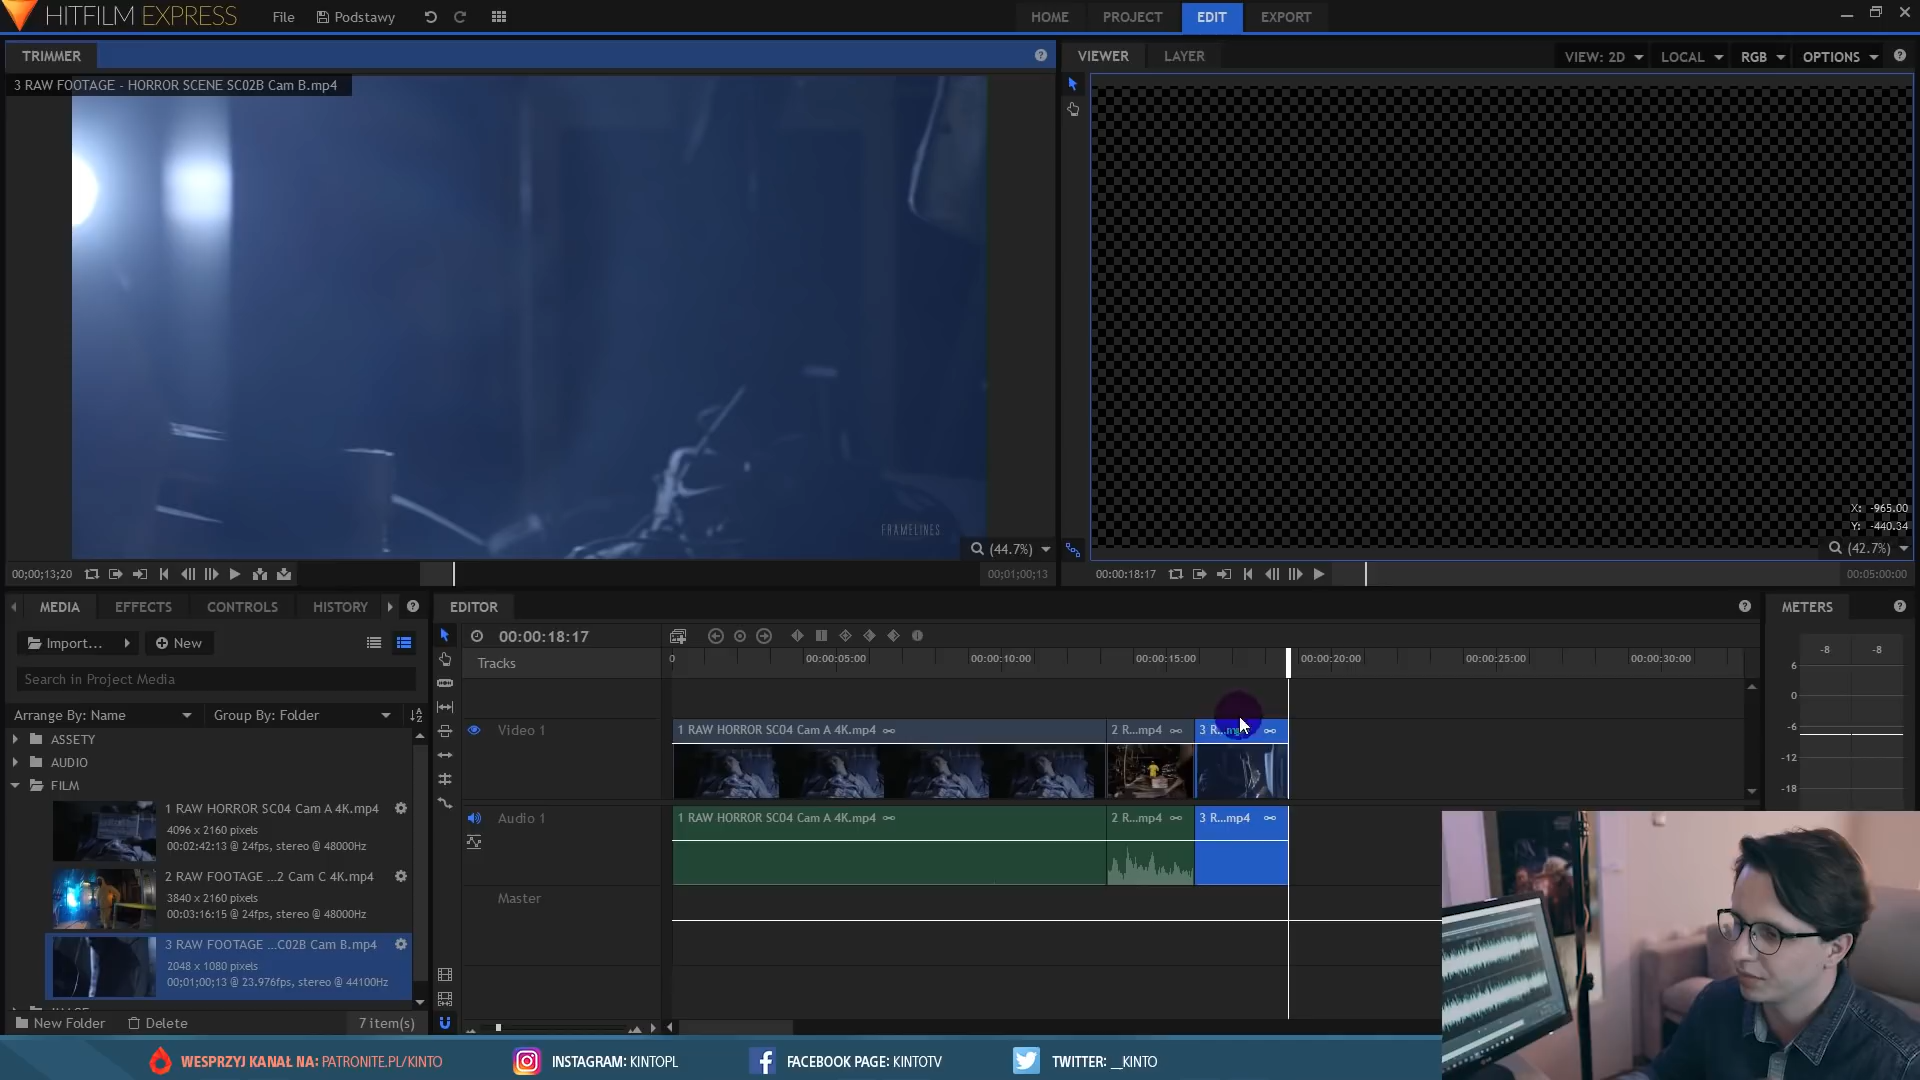 HITFILM EXPRESS
File
Podstawy
HOME
PROJECT
EDIT
EXPORT
TRIMMER
3 RAW FOOTAGE - HORROR SCENE SC02B Cam B.mp4
FRAMELINES
(44.7%)
00;00;13;20
00;01;00;13
VIEWER
LAYER
VIEW: 2D
LOCAL
RGB
OPTIONS
X: -965.00
Y: -440.34
(42.7%)
00:00:18:17
00:05:00:00
MEDIA
EFFECTS
CONTROLS
HISTORY
Import...
New
Search in Project Media
Arrange By: Name
Group By: Folder
ASSETY
AUDIO
FILM
1 RAW HORROR SC04 Cam A 4K.mp4
4096 x 2160 pixels
00:02:42:13 @ 24fps, stereo @ 48000Hz
2 RAW FOOTAGE ...2 Cam C 4K.mp4
3840 x 2160 pixels
00:03:16:15 @ 24fps, stereo @ 48000Hz
3 RAW FOOTAGE ...C02B Cam B.mp4
2048 x 1080 pixels
00;01;00;13 @ 23.976fps, stereo @ 44100Hz
New Folder
Delete
7 item(s)
EDITOR
00:00:18:17
Tracks
0
00:00:05:00
00:00:10:00
00:00:15:00
00:00:20:00
00:00:25:00
00:00:30:00
Video 1
1 RAW HORROR SC04 Cam A 4K.mp4
2 R...mp4
3 R...mp4
Audio 1
1 RAW HORROR SC04 Cam A 4K.mp4
2 R...mp4
3 R...mp4
Master
METERS
-8
-8
6
0
-6
-12
-18
WESPRZYJ KANAŁ NA: PATRONITE.PL/KINTO
INSTAGRAM: KINTOPL
FACEBOOK PAGE: KINTOTV
TWITTER: __KINTO